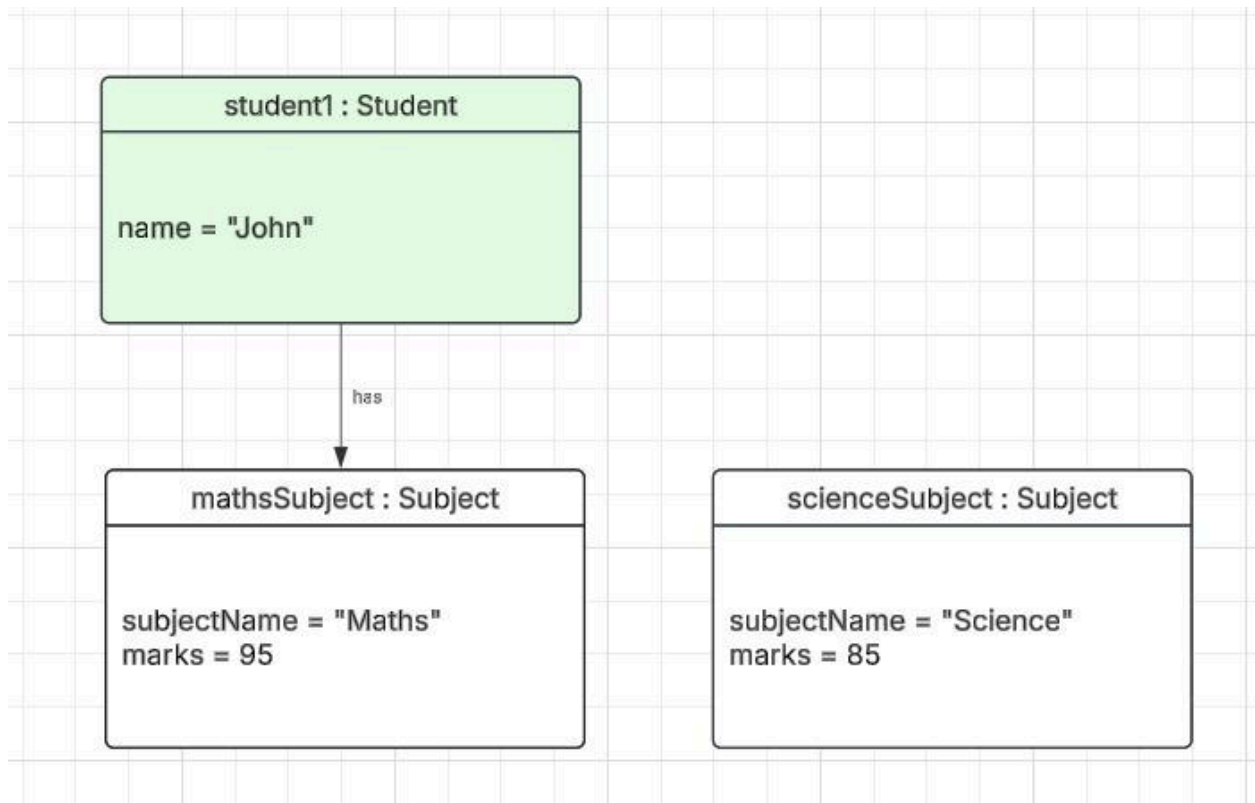 student1 : Student
name = "John"
has
mathsSubject : Subject
subjectName = "Maths"
marks = 95
scienceSubject : Subject
subjectName = "Science"
marks = 85